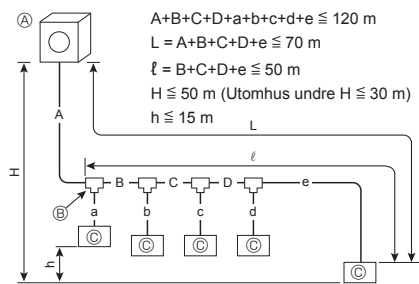 Ⓐ
A+B+C+D+a+b+c+d+e ≦ 120 m
L = A+B+C+D+e ≦ 70 m
ℓ = B+C+D+e ≦ 50 m
H ≦ 50 m (Utomhus undre H ≦ 30 m)
h ≦ 15 m
A
L
H
ℓ
B C D e
Ⓑ
a b c d
Ⓒ Ⓒ Ⓒ Ⓒ
h
Ⓒ